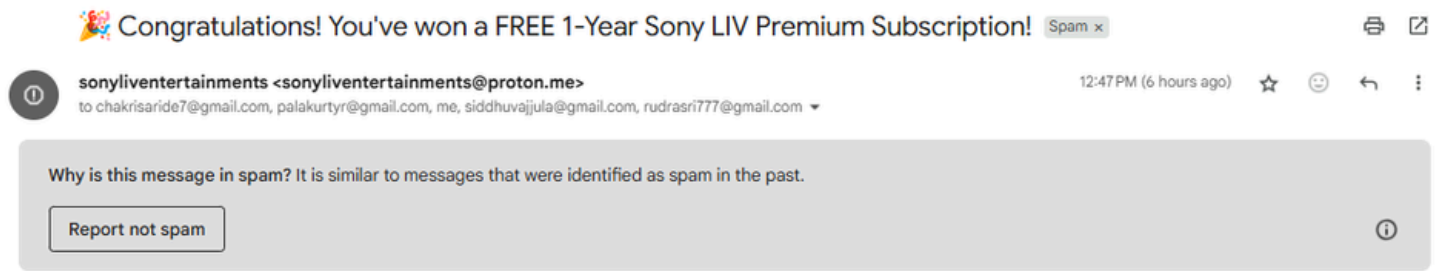 🎉 Congratulations! You've won a FREE 1-Year Sony LIV Premium Subscription! Spam ×
sonyliventertainments <sonyliventertainments@proton.me> 12:47 PM (6 hours ago)
to chakrisaride7@gmail.com, palakurtyr@gmail.com, me, siddhuvajjula@gmail.com, rudrasri777@gmail.com
Why is this message in spam? It is similar to messages that were identified as spam in the past.
Report not spam